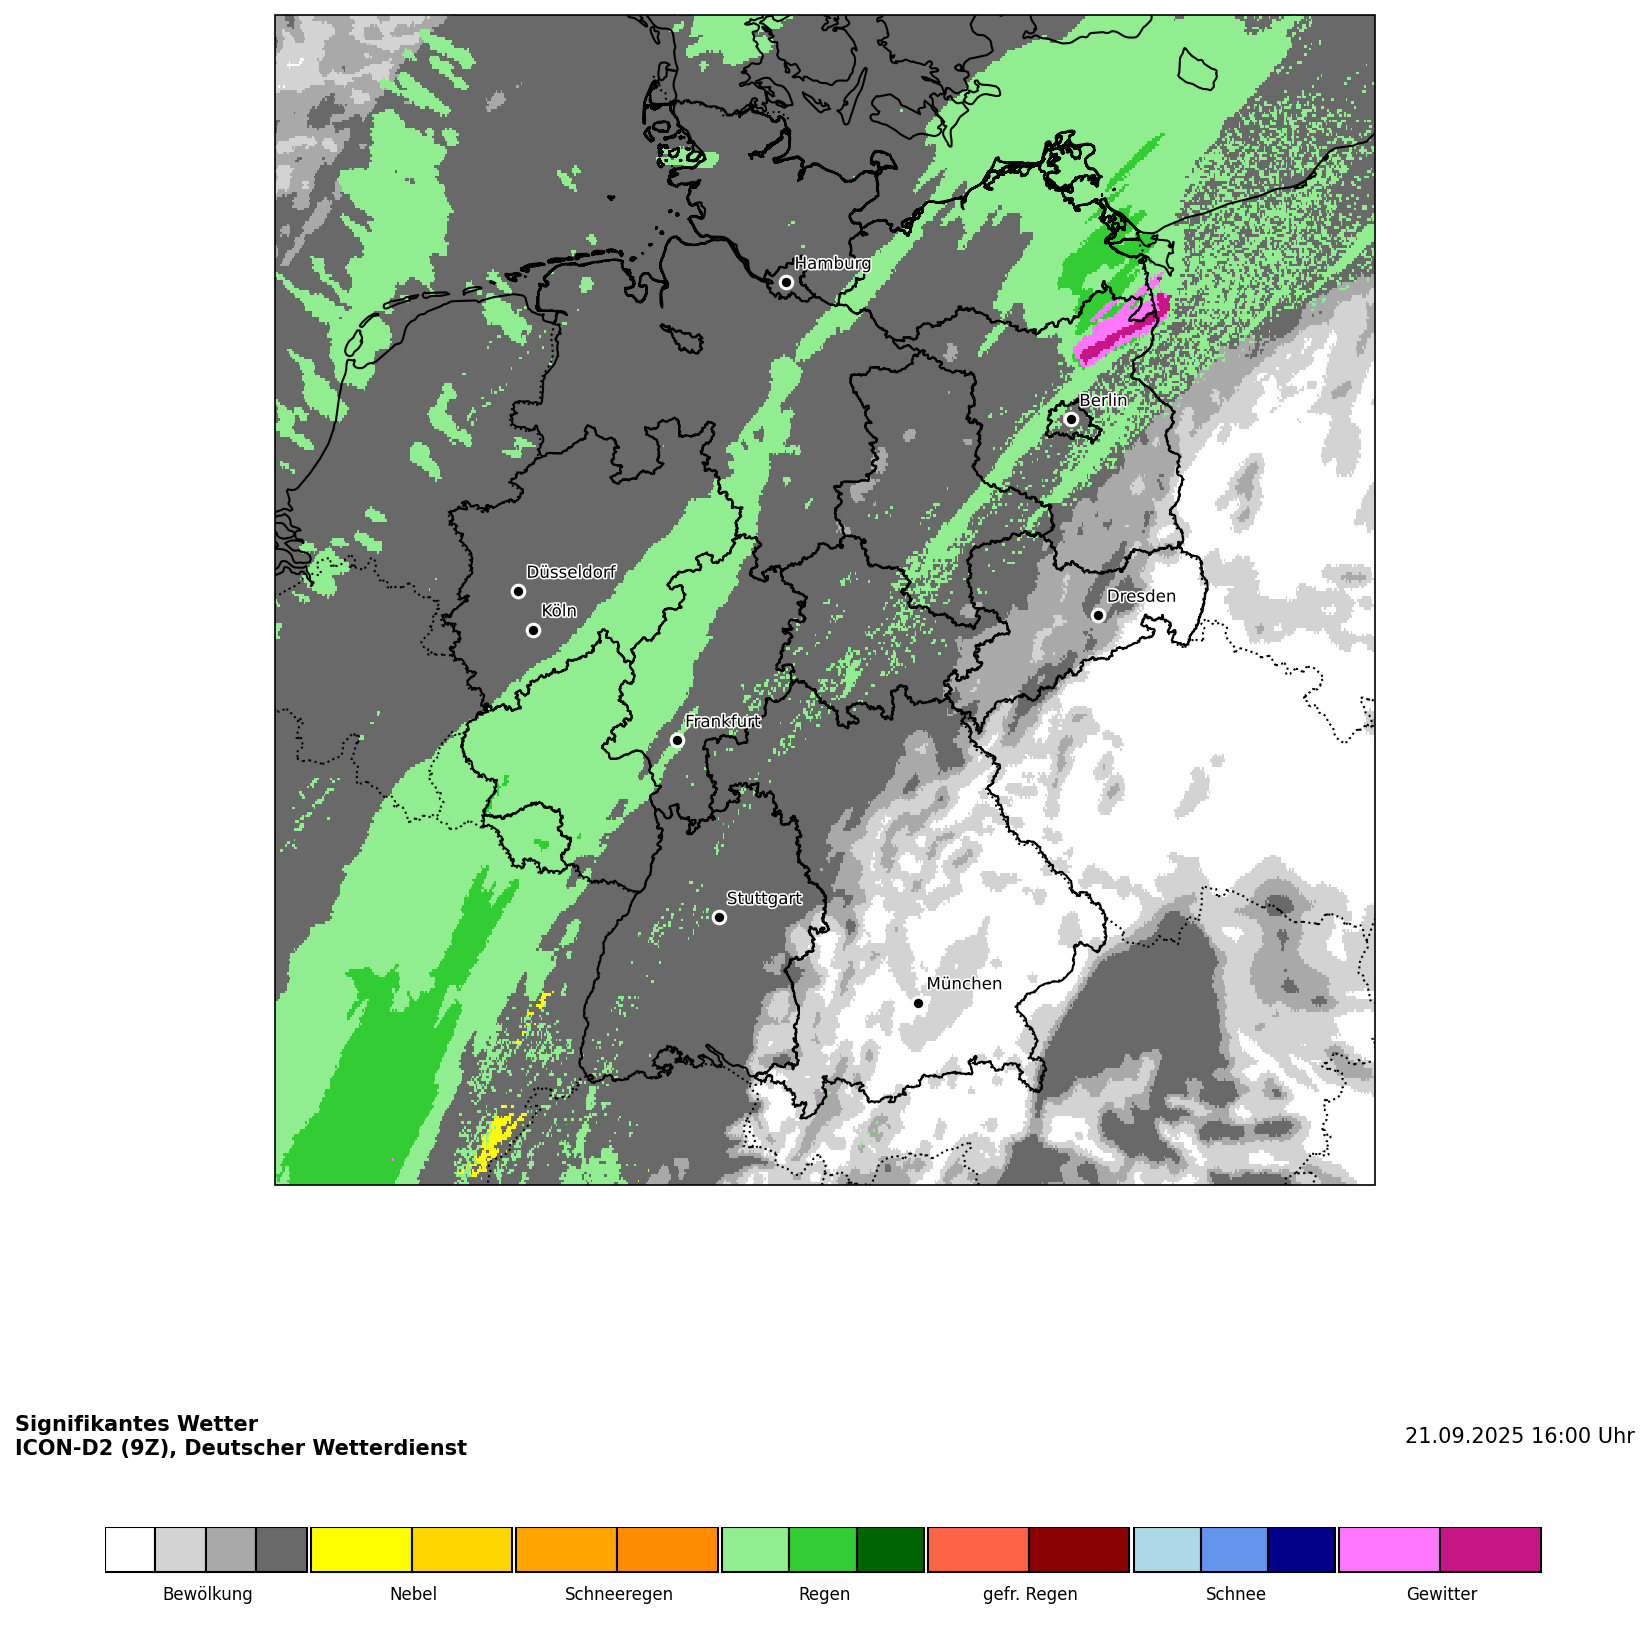 Hamburg
Berlin
Düsseldorf
Köln
Dresden
Frankfurt
Stuttgart
München
Signifikantes Wetter
ICON-D2 (9Z), Deutscher Wetterdienst
21.09.2025 16:00 Uhr
Bewölkung
Nebel
Schneeregen
Regen
gefr. Regen
Schnee
Gewitter